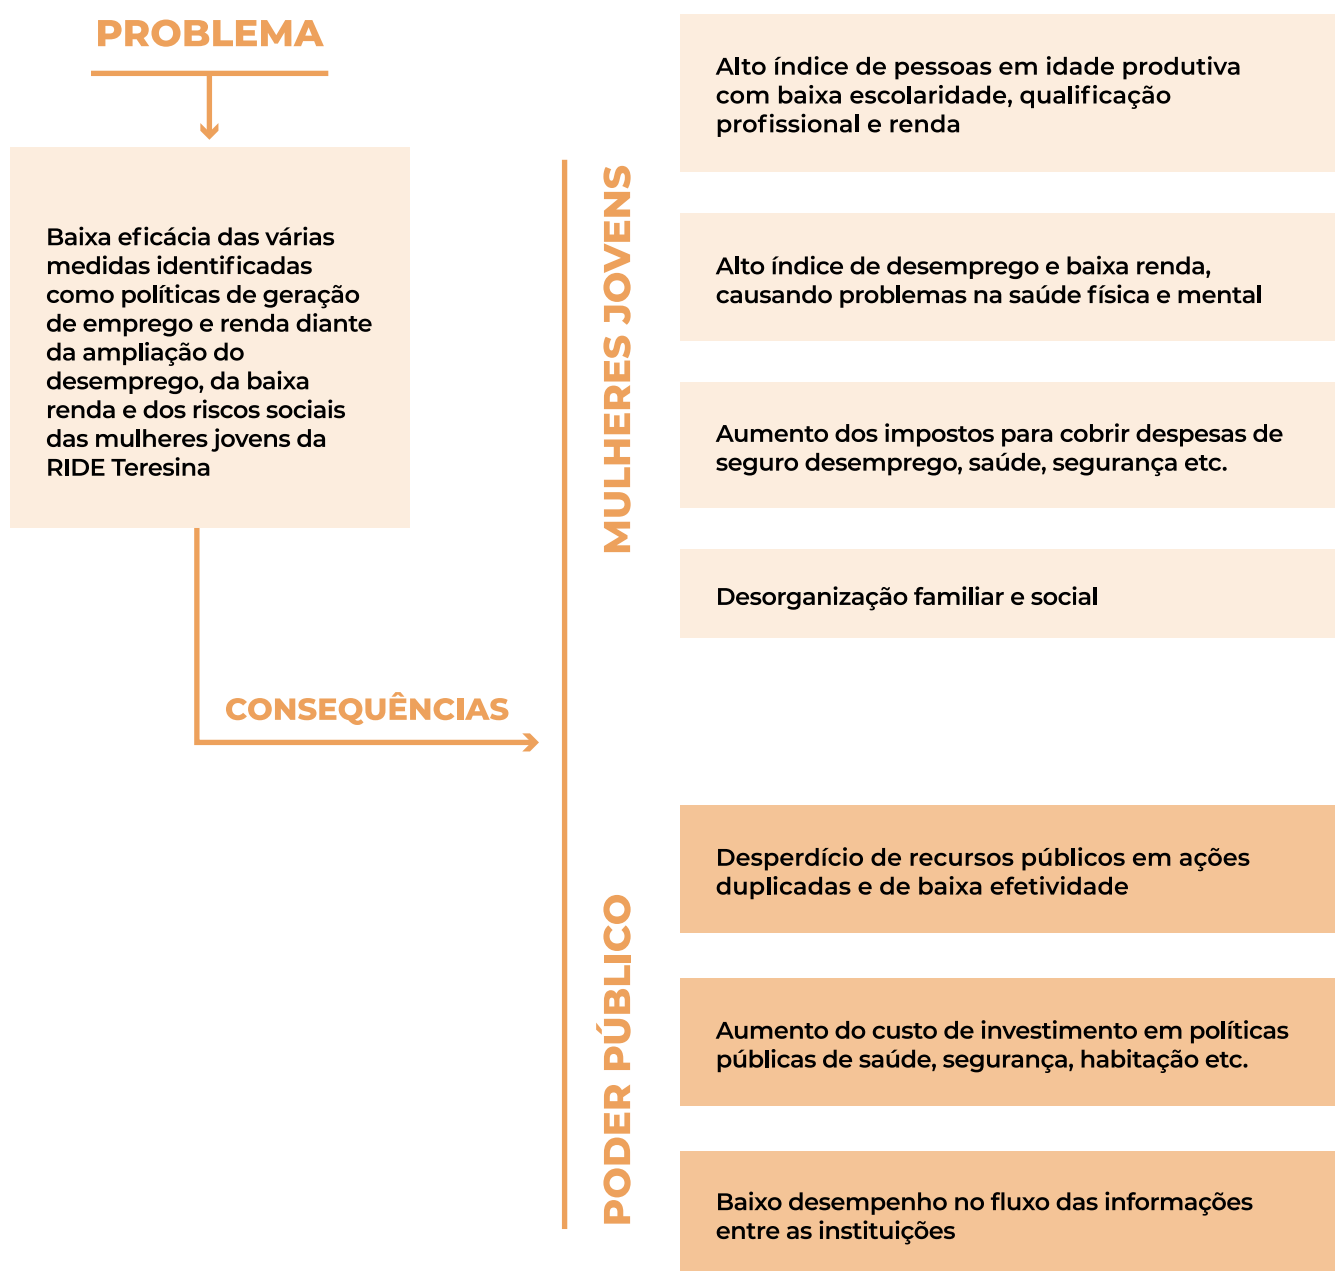 PROBLEMA
Baixa eficácia das várias
medidas identificadas
como políticas de geração
de emprego e renda diante
da ampliação do
desemprego, da baixa
renda e dos riscos sociais
das mulheres jovens da
RIDE Teresina
CONSEQUÊNCIAS
MULHERES JOVENS
Alto índice de pessoas em idade produtiva
com baixa escolaridade, qualificação
profissional e renda
Alto índice de desemprego e baixa renda,
causando problemas na saúde física e mental
Aumento dos impostos para cobrir despesas de
seguro desemprego, saúde, segurança etc.
Desorganização familiar e social
PODER PÚBLICO
Desperdício de recursos públicos em ações
duplicadas e de baixa efetividade
Aumento do custo de investimento em políticas
públicas de saúde, segurança, habitação etc.
Baixo desempenho no fluxo das informações
entre as instituições